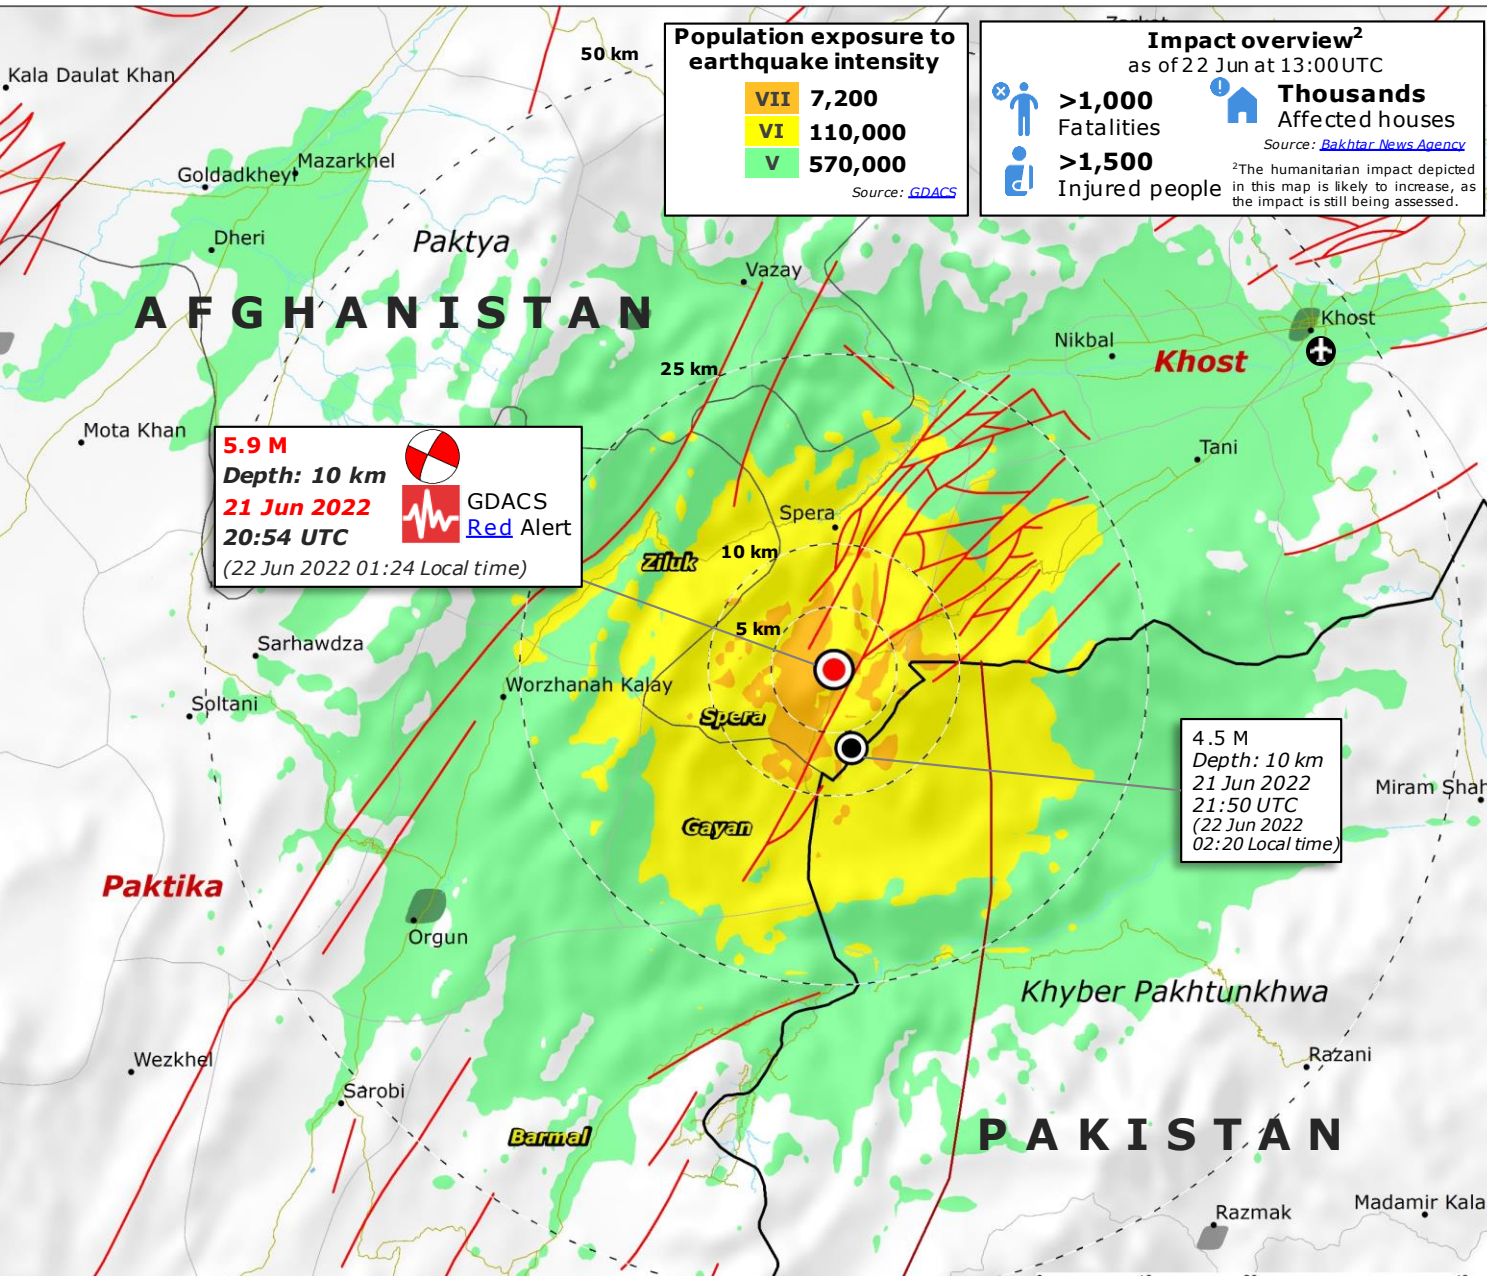 Population exposure to
earthquake intensity
VII 7,200
VI 110,000
V 570,000
Source: GDACS
Impact overview²
as of 22 Jun at 13:00 UTC
>1,000
Fatalities
>1,500
Injured people
Thousands
Affected houses
Source: Bakhtar News Agency
²The humanitarian impact depicted
in this map is likely to increase, as
the impact is still being assessed.
50 km
Kala Daulat Khan
Mazarkhel
Goldadkheyl
Dheri
Paktya
Vazay
AFGHANISTAN
Khost
Nikbal
Khost
25 km
Mota Khan
Tani
5.9 M
Depth: 10 km
21 Jun 2022
20:54 UTC
(22 Jun 2022 01:24 Local time)
GDACS
Red Alert
Spera
10 km
Ziluk
5 km
Sarhawdza
Worzhanah Kalay
Soltani
Spera
4.5 M
Depth: 10 km
21 Jun 2022
21:50 UTC
(22 Jun 2022
02:20 Local time)
Miram Shah
Gayan
Paktika
Orgun
Khyber Pakhtunkhwa
Wezkhel
Razani
Sarobi
Barmal
PAKISTAN
Madamir Kala
Razmak